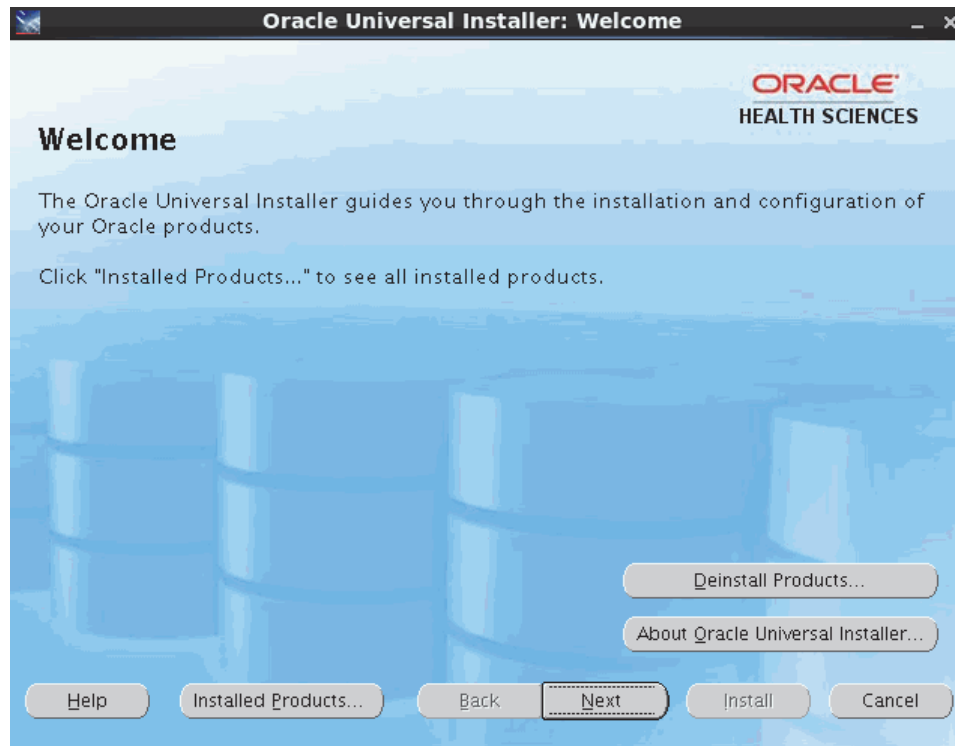 Oracle Universal Installer: Welcome
ORACLE
HEALTH SCIENCES
Welcome
The Oracle Universal Installer guides you through the installation and configuration of
your Oracle products.
Click "Installed Products..." to see all installed products.
Deinstall Products...
About Oracle Universal Installer...
Help Installed Products... Back Next Install Cancel